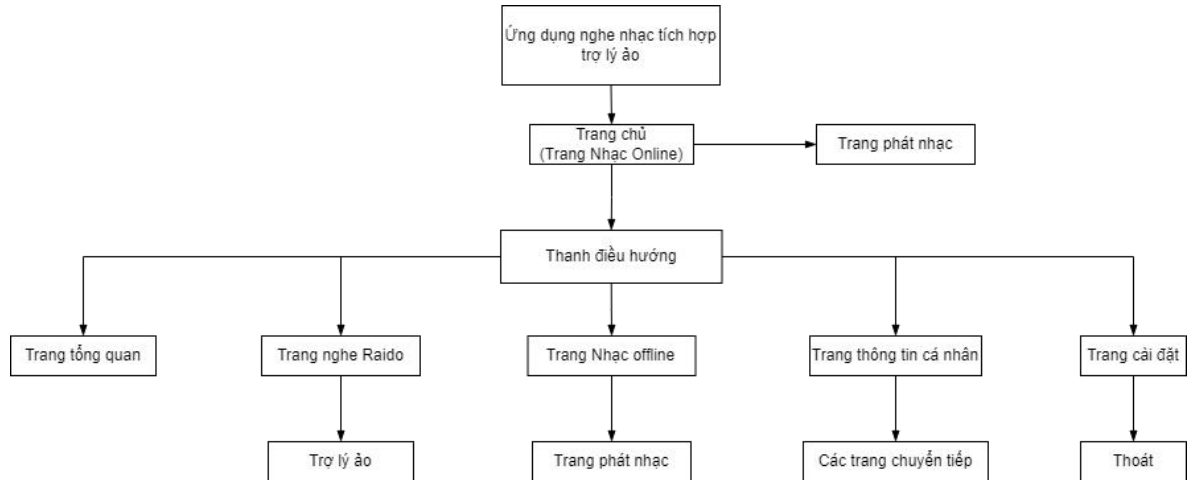 Ứng dụng nghe nhạc tích hợp
trợ lý ảo
Trang chủ
(Trang Nhạc Online)
Trang phát nhạc
Thanh điều hướng
Trang tổng quan
Trang nghe Raido
Trang Nhạc offline
Trang thông tin cá nhân
Trang cài đặt
Trợ lý ảo
Trang phát nhạc
Các trang chuyển tiếp
Thoát